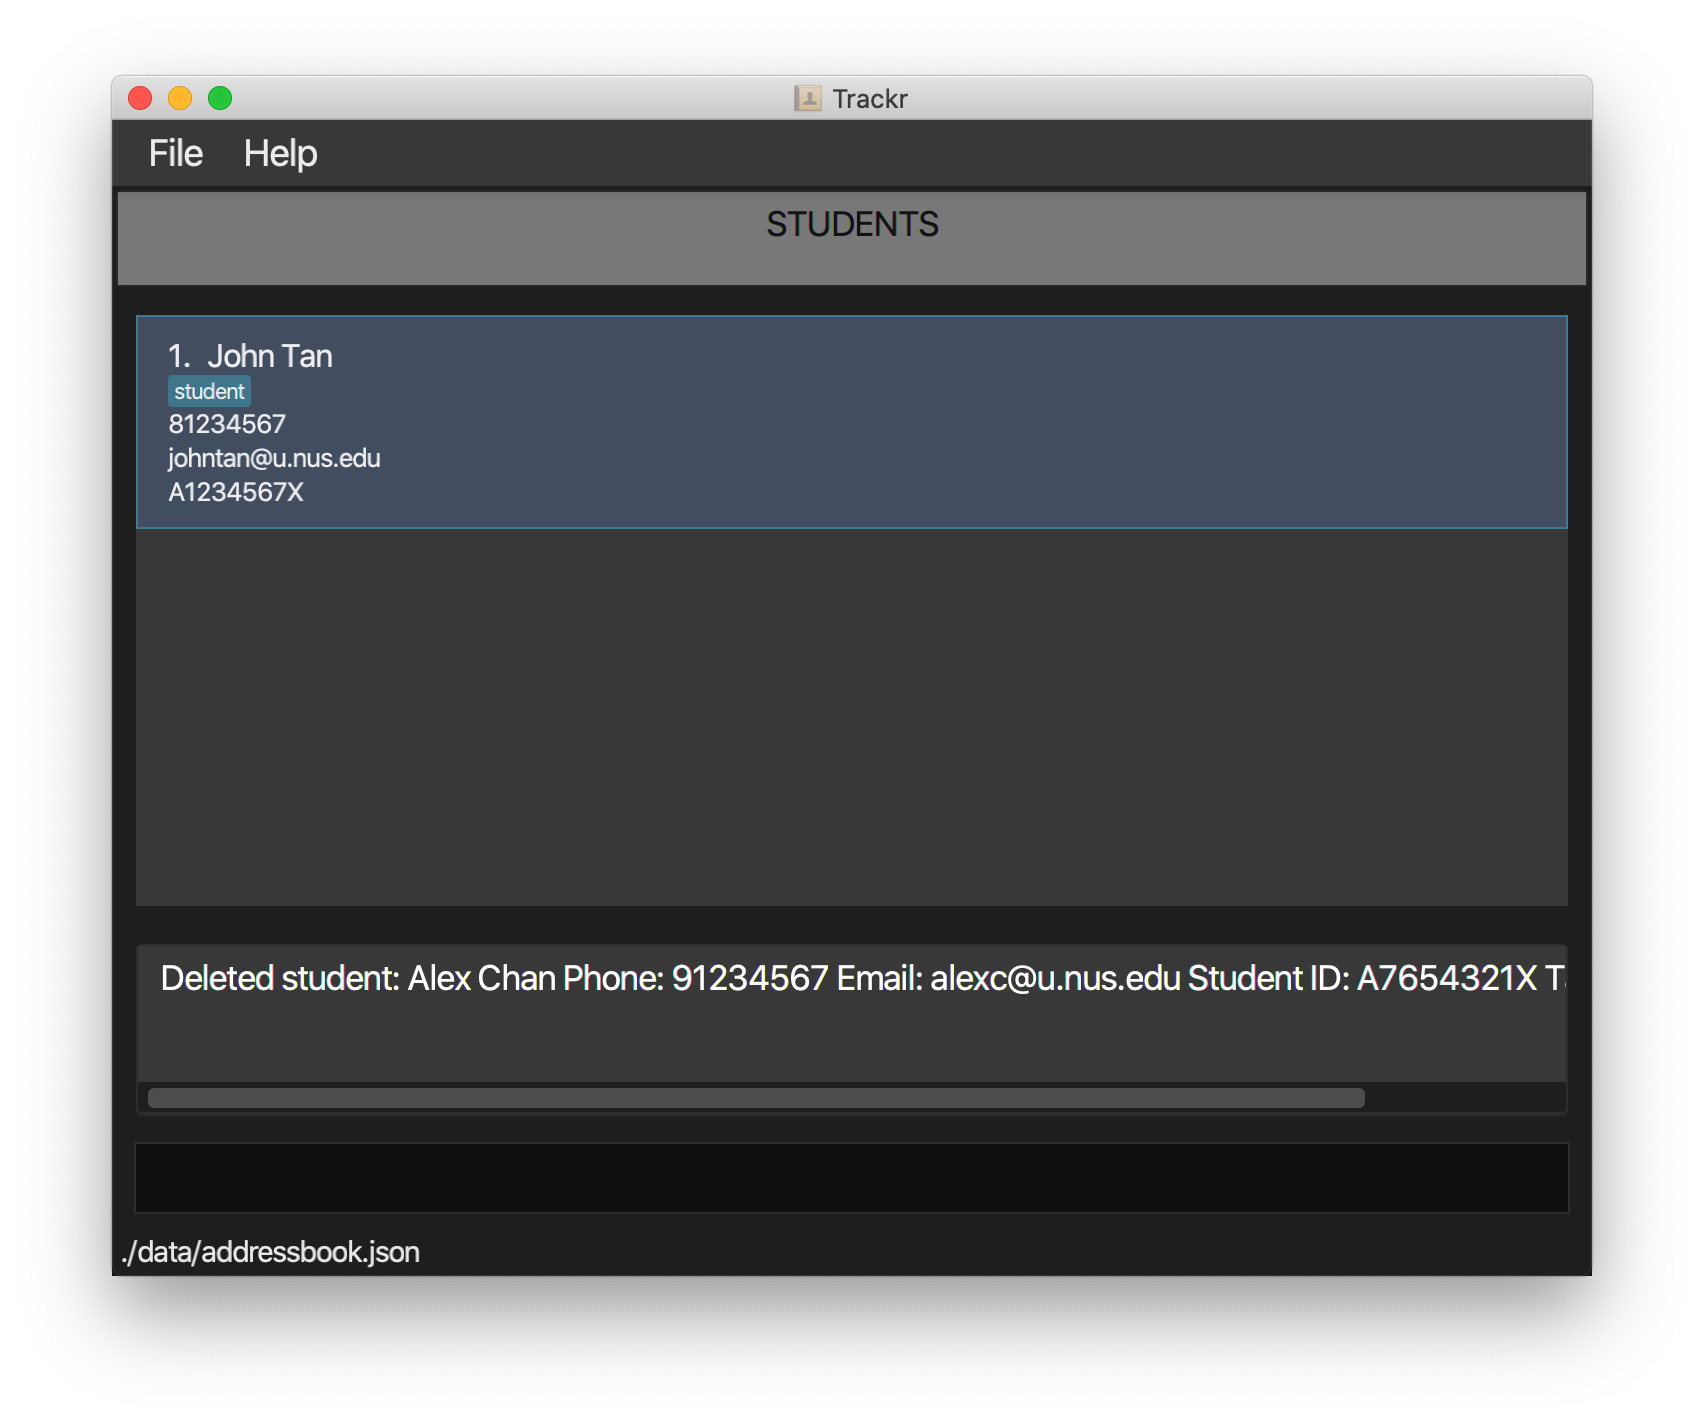 Trackr
File Help
STUDENTS
1. John Tan
student
81234567
johntan@u.nus.edu
A1234567X
Deleted student: Alex Chan Phone: 91234567 Email: alexc@u.nus.edu Student ID: A7654321X
./data/addressbook.json